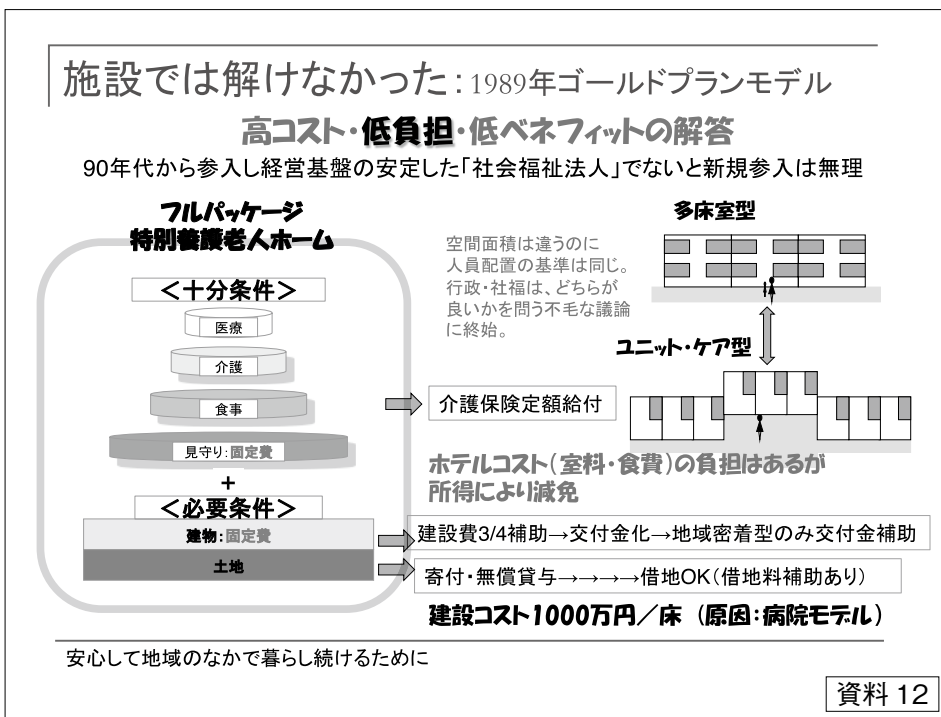 施設では解けなかった:1989年ゴールドプランモデル
高コスト・低負担・低ベネフィットの解答
90年代から参入し経営基盤の安定した「社会福祉法人」でないと新規参入は無理
フルパッケージ
特別養護老人ホーム
<十分条件>
医療
介護
食事
見守り:固定費
+
<必要条件>
建物:固定費
土地
空間面積は違うのに
人員配置の基準は同じ。
行政・社福は、どちらが
良いかを問う不毛な議論
に終始。
多床室型
ユニット・ケア型
介護保険定額給付
ホテルコスト(室料・食費)の負担はあるが
所得により減免
建設費3/4補助→交付金化→地域密着型のみ交付金補助
寄付・無償貸与→→→→借地OK(借地料補助あり)
建設コスト1000万円/床 (原因:病院モデル)
安心して地域のなかで暮らし続けるために
資料 12